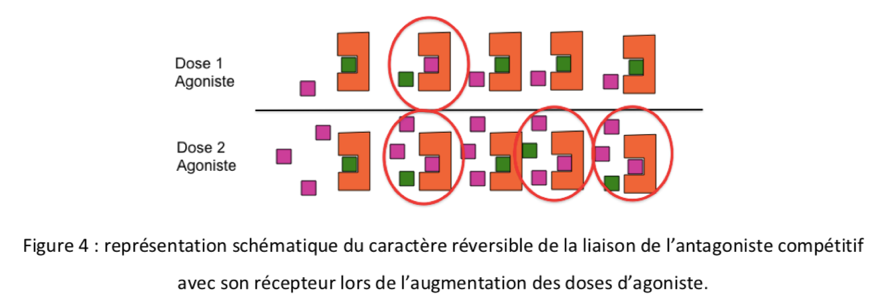 Dose 1
Agoniste
Dose 2
Agoniste
Figure 4 : représentation schématique du caractère réversible de la liaison de l’antagoniste compétitif
avec son récepteur lors de l’augmentation des doses d’agoniste.